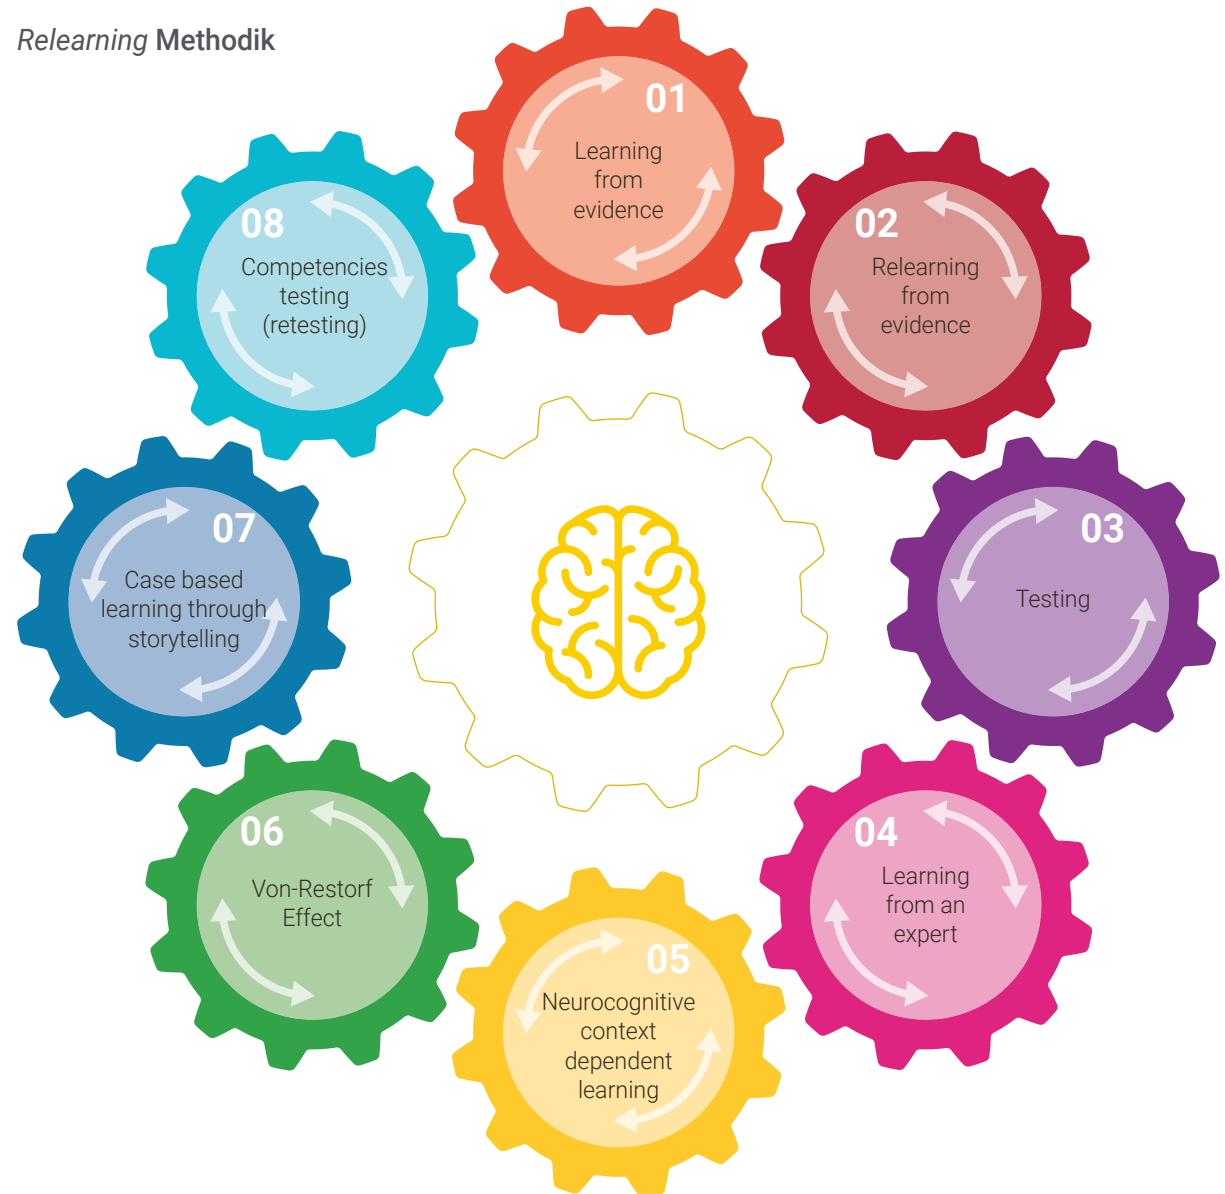 Relearning Methodik
01
Learning
from
evidence
02
Relearning
from
evidence
03
Testing
04
Learning
from an
expert
05
Neurocognitive
context
dependent
learning
06
Von-Restorf
Effect
07
Case based
learning through
storytelling
08
Competencies
testing
(retesting)